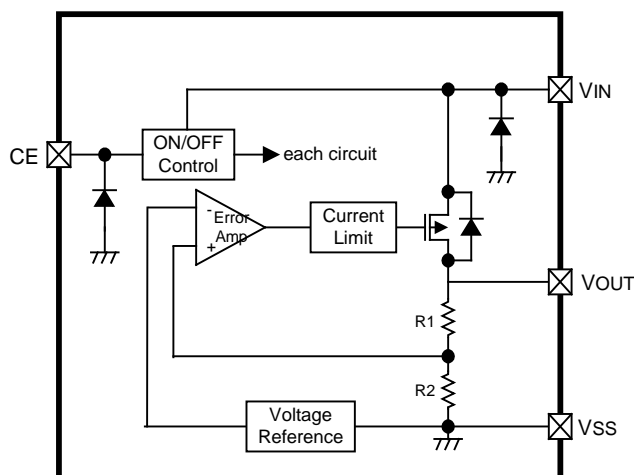 VIN
CE
ON/OFF
Control
each circuit
-
Error
Amp
+
Current
Limit
VOUT
R1
R2
Voltage
Reference
VSS